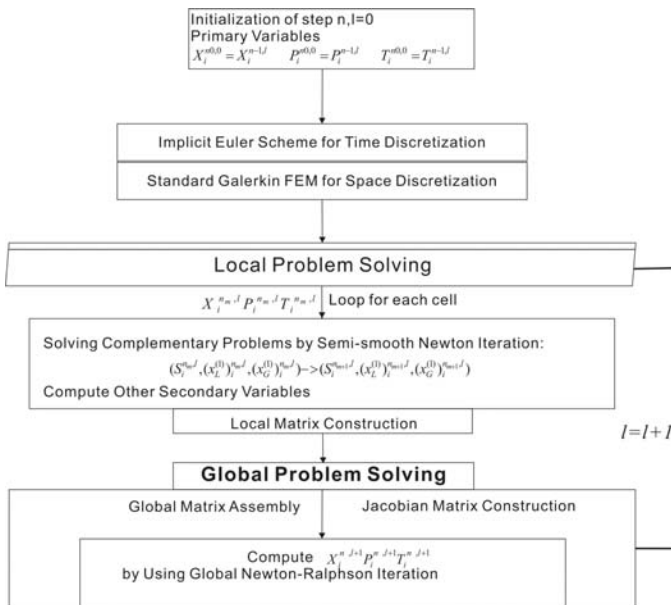 Initialization of step n,I=0
Primary Variables
X_i^{n0,0} = X_i^{n-1,l} P_i^{n0,0} = P_i^{n-1,l} T_i^{n0,0} = T_i^{n-1,l}
Implicit Euler Scheme for Time Discretization
Standard Galerkin FEM for Space Discretization
Local Problem Solving
X_i^{n_m,l} P_i^{n_m,l} T_i^{n_m,l} Loop for each cell
Solving Complementary Problems by Semi-smooth Newton Iteration:
(S_i^{n_m,l},(x_L^{(1)})_i^{n_m,l},(x_G^{(1)})_i^{n_m,l})->(S_i^{n_{m+1},l},(x_L^{(1)})_i^{n_{m+1},l},(x_G^{(1)})_i^{n_{m+1},l})
Compute Other Secondary Variables
Local Matrix Construction
l=l+1
Global Problem Solving
Global Matrix Assembly Jacobian Matrix Construction
Compute X_i^{n,l+1} P_i^{n,l+1} T_i^{n,l+1}
by Using Global Newton-Ralphson Iteration